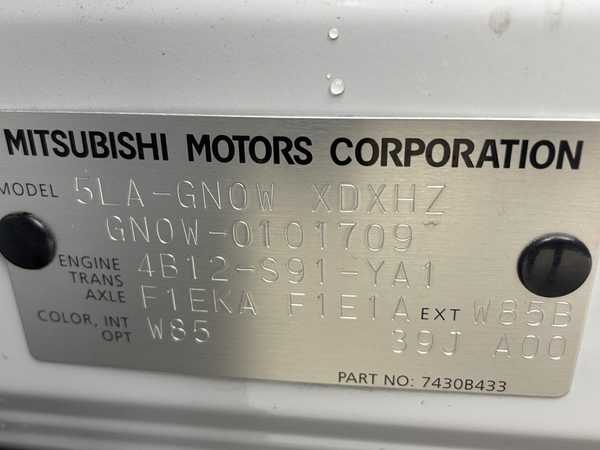 MITSUBISHI MOTORS CORPORATION
MODEL 5LA-GN0W XDXHZ
GN0W-0101709
ENGINE 4B12-S91-YA1
TRANS
AXLE F1EKA F1E1A EXT W85B
COLOR, INT W85 39J A00
OPT
PART NO: 7430B433